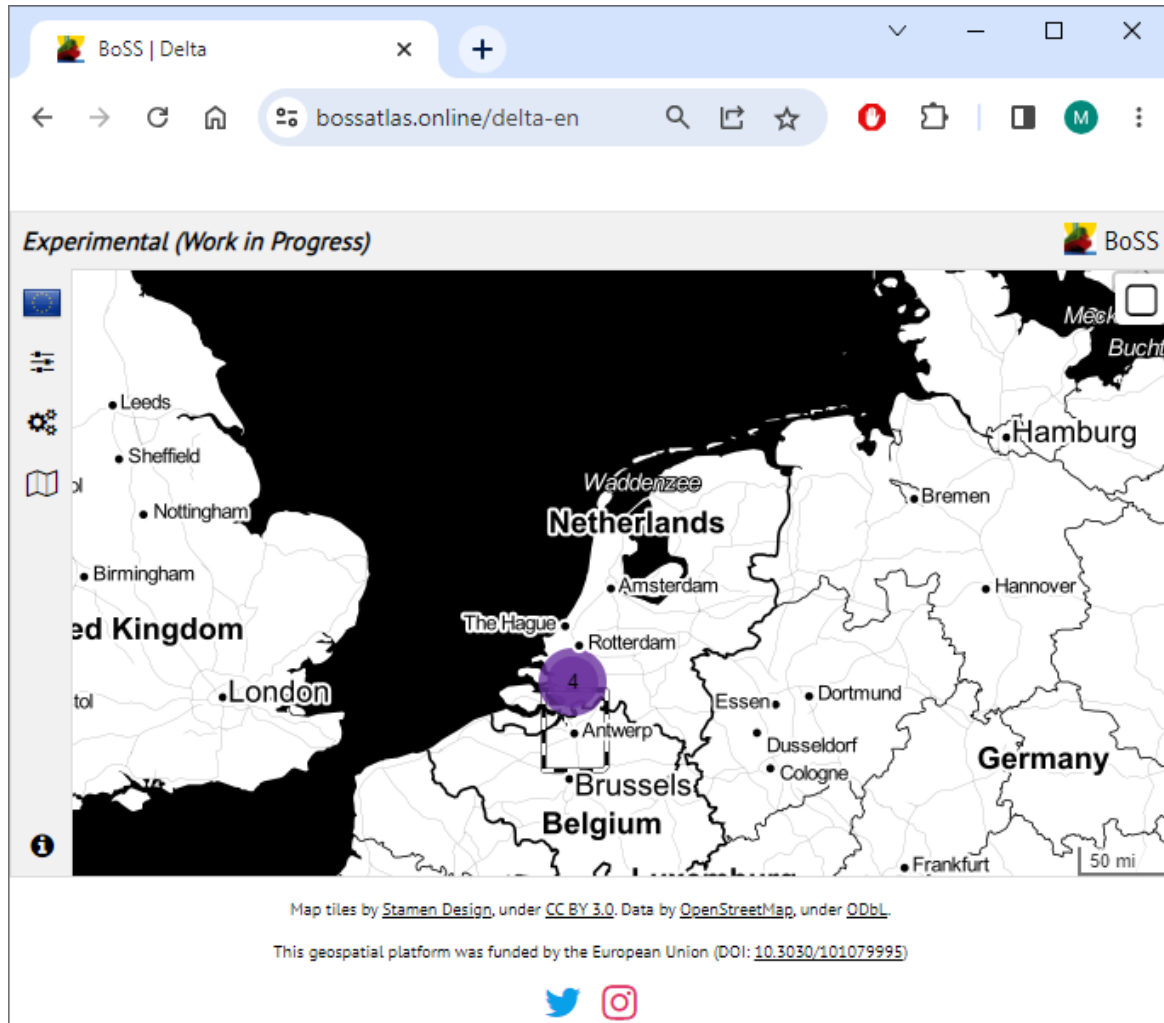 BoSS | Delta
bossatlas.online/delta-en
M
Experimental (Work in Progress)
BoSS
Meck
Bucht
Leeds
Hamburg
Sheffield
Waddenzee
ol
Bremen
Nottingham
Netherlands
Birmingham
Amsterdam
Hannover
The Hague
ed Kingdom
Rotterdam
4
London
tol
Essen
Dortmund
Antwerp
Dusseldorf
Germany
Cologne
Brussels
Belgium
Frankfurt
50 mi
Luxembourg
Map tiles by Stamen Design, under CC BY 3.0. Data by OpenStreetMap, under ODbL.
This geospatial platform was funded by the European Union (DOI: 10.3030/101079995)